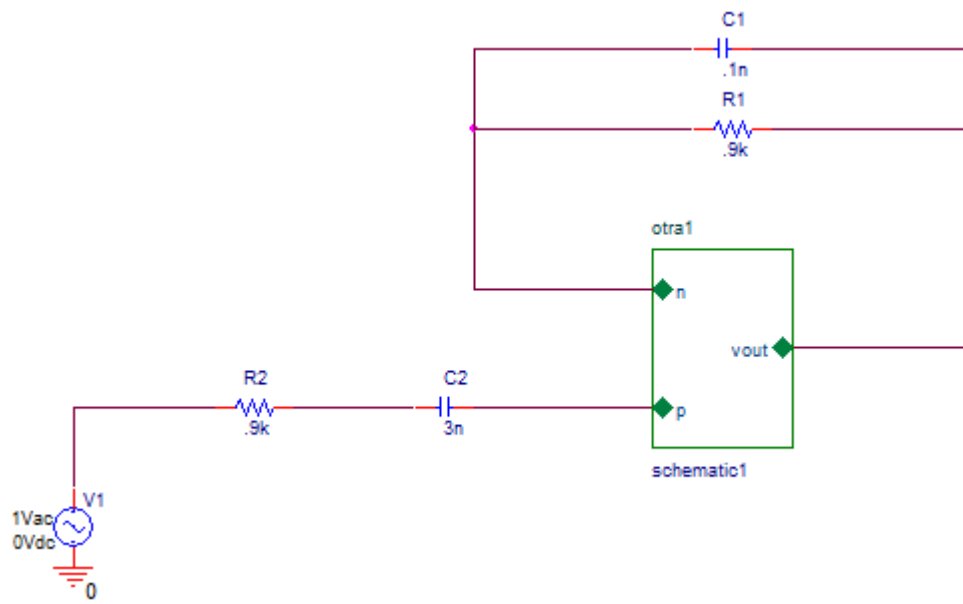 C1
.1n
R1
.9k
otra1
n
vout
R2
C2
p
.9k
3n
schematic1
V1
1Vac
0Vdc
0